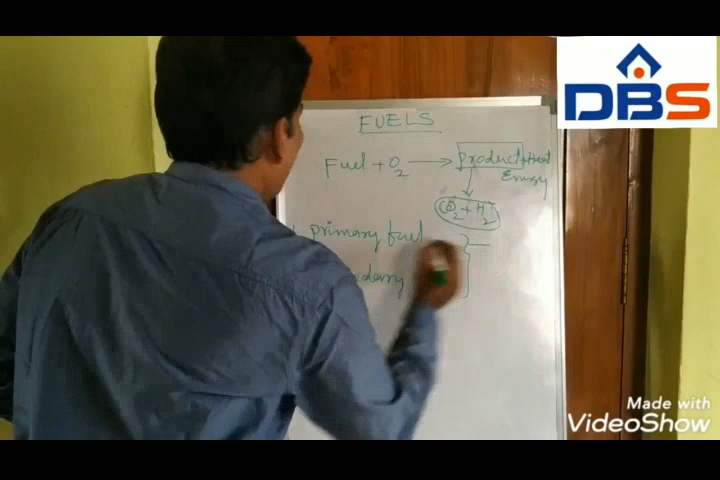 DBS
FUELS
Fuel + O2 → product + Heat
Energy
CO2 + H2
primary fuel
Made with
VideoShow